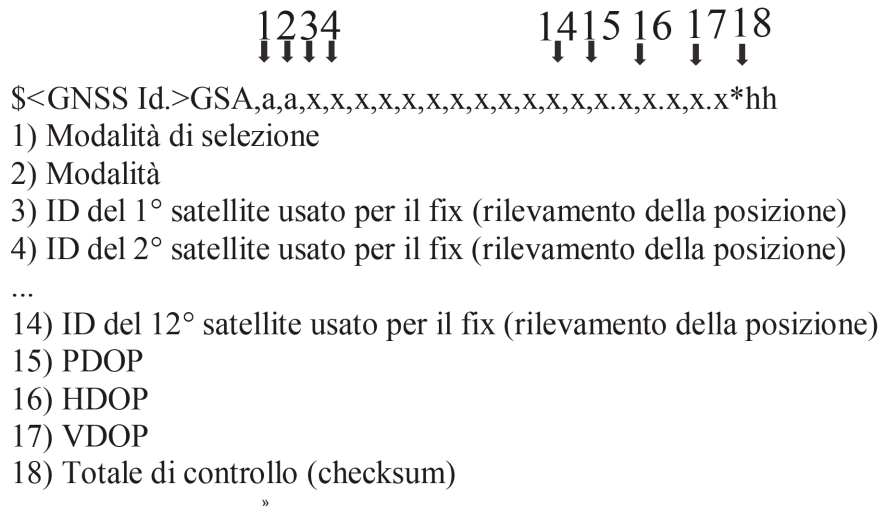 1234 1415 16 1718
$<GNSS Id.>GSA,a,a,x,x,x,x,x,x,x,x,x,x,x,x,x.x,x.x,x.x*hh
1) Modalità di selezione
2) Modalità
3) ID del 1° satellite usato per il fix (rilevamento della posizione)
4) ID del 2° satellite usato per il fix (rilevamento della posizione)
...
14) ID del 12° satellite usato per il fix (rilevamento della posizione)
15) PDOP
16) HDOP
17) VDOP
18) Totale di controllo (checksum)
»